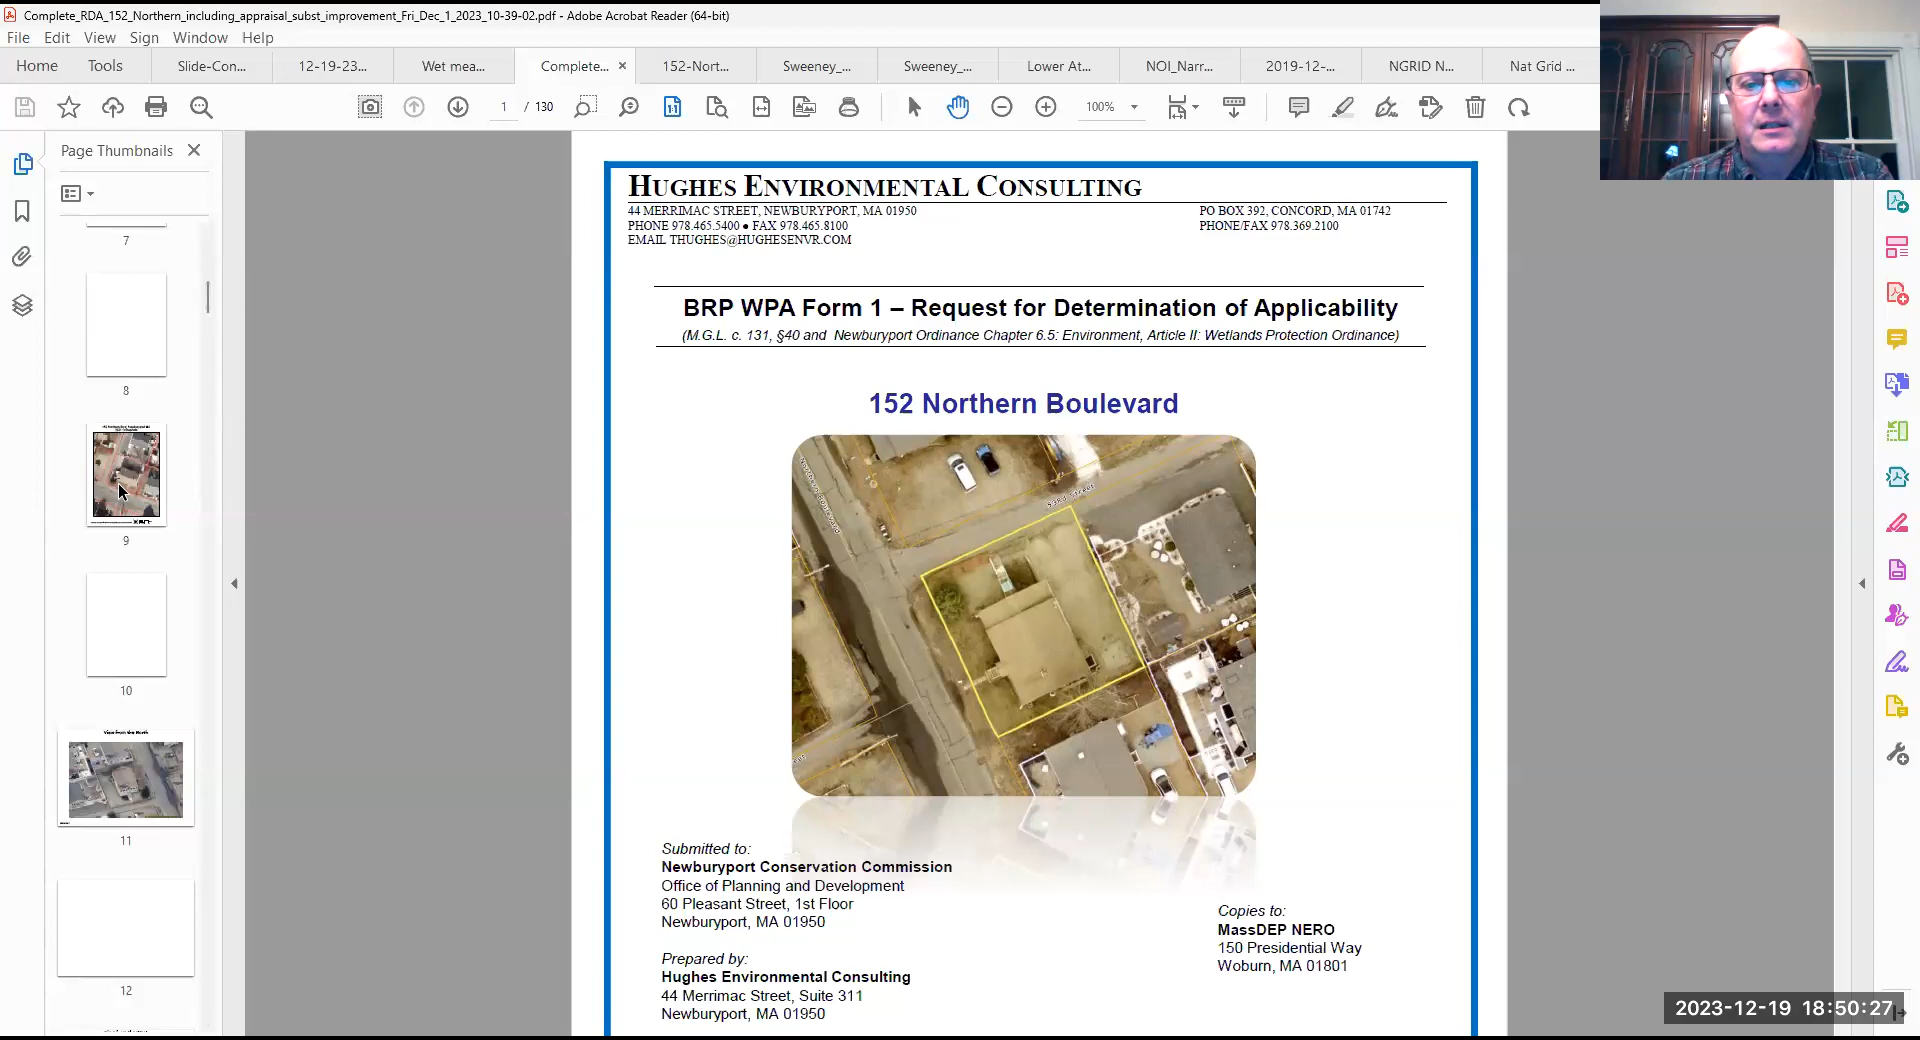 Complete_RDA_152_Northern_including_appraisal_subst_improvement_Fri_Dec_1_2023_10-39-02.pdf - Adobe Acrobat Reader (64-bit)
File Edit View Sign Window Help
Home Tools Slide-Con... 12-19-23... Wet mea... Complete... × 152-Nort... Sweeney_... Sweeney_... Lower At... NOI_Narr... 2019-12-... NGRID N... Nat Grid ...
1 / 130 100%
Page Thumbnails
7
8
9
10
View from the North
11
12
HUGHES ENVIRONMENTAL CONSULTING
44 MERRIMAC STREET, NEWBURYPORT, MA 01950
PHONE 978.465.5400 ● FAX 978.465.8100
EMAIL THUGHES@HUGHESENVR.COM
PO BOX 392, CONCORD, MA 01742
PHONE/FAX 978.369.2100
BRP WPA Form 1 – Request for Determination of Applicability
(M.G.L. c. 131, §40 and Newburyport Ordinance Chapter 6.5: Environment, Article II: Wetlands Protection Ordinance)
152 Northern Boulevard
Northern Boulevard
53Rd Street
Submitted to:
Newburyport Conservation Commission
Office of Planning and Development
60 Pleasant Street, 1st Floor
Newburyport, MA 01950
Prepared by:
Hughes Environmental Consulting
44 Merrimac Street, Suite 311
Newburyport, MA 01950
Copies to:
MassDEP NERO
150 Presidential Way
Woburn, MA 01801
2023-12-19 18:50:27